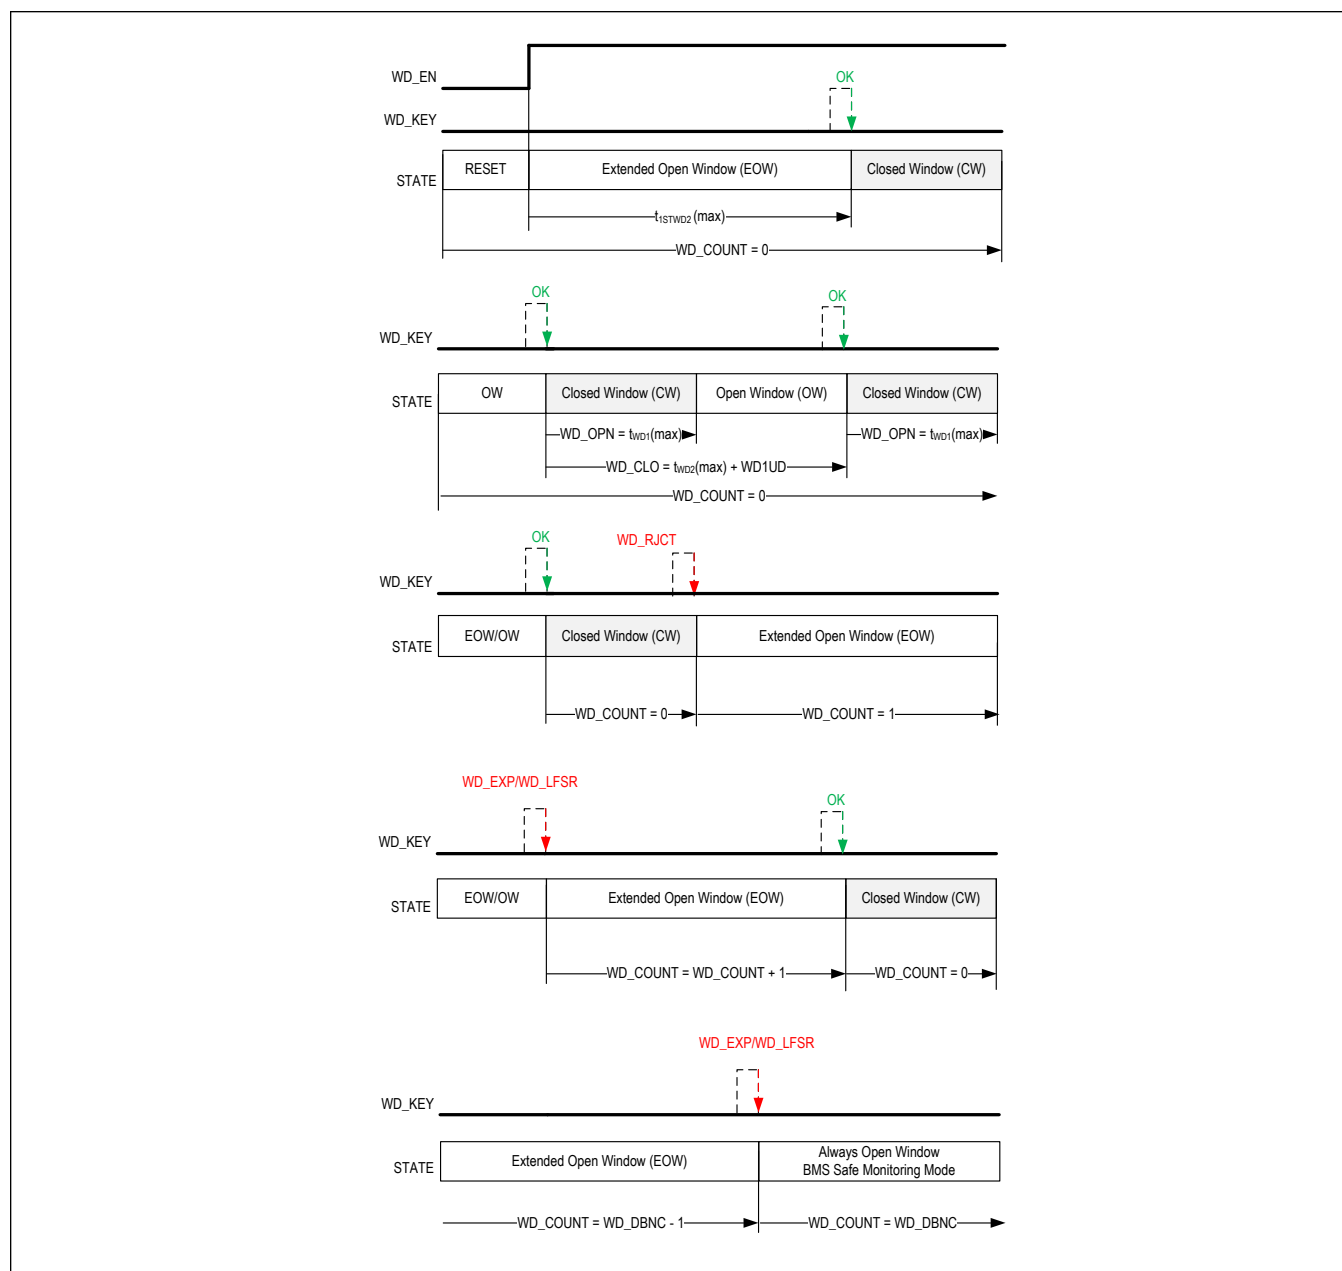 WD_EN
OK
WD_KEY
STATE
RESET
Extended Open Window (EOW)
Closed Window (CW)
t1STWD2 (max)
WD_COUNT = 0
OK
OK
WD_KEY
STATE
OW
Closed Window (CW)
Open Window (OW)
Closed Window (CW)
WD_OPN = tWD1(max)
WD_OPN = tWD1(max)
WD_CLO = tWD2(max) + WD1UD
WD_COUNT = 0
OK
WD_RJCT
WD_KEY
STATE
EOW/OW
Closed Window (CW)
Extended Open Window (EOW)
WD_COUNT = 0
WD_COUNT = 1
WD_EXP/WD_LFSR
OK
WD_KEY
STATE
EOW/OW
Extended Open Window (EOW)
Closed Window (CW)
WD_COUNT = WD_COUNT + 1
WD_COUNT = 0
WD_EXP/WD_LFSR
WD_KEY
STATE
Extended Open Window (EOW)
Always Open Window
BMS Safe Monitoring Mode
WD_COUNT = WD_DBNC - 1
WD_COUNT = WD_DBNC